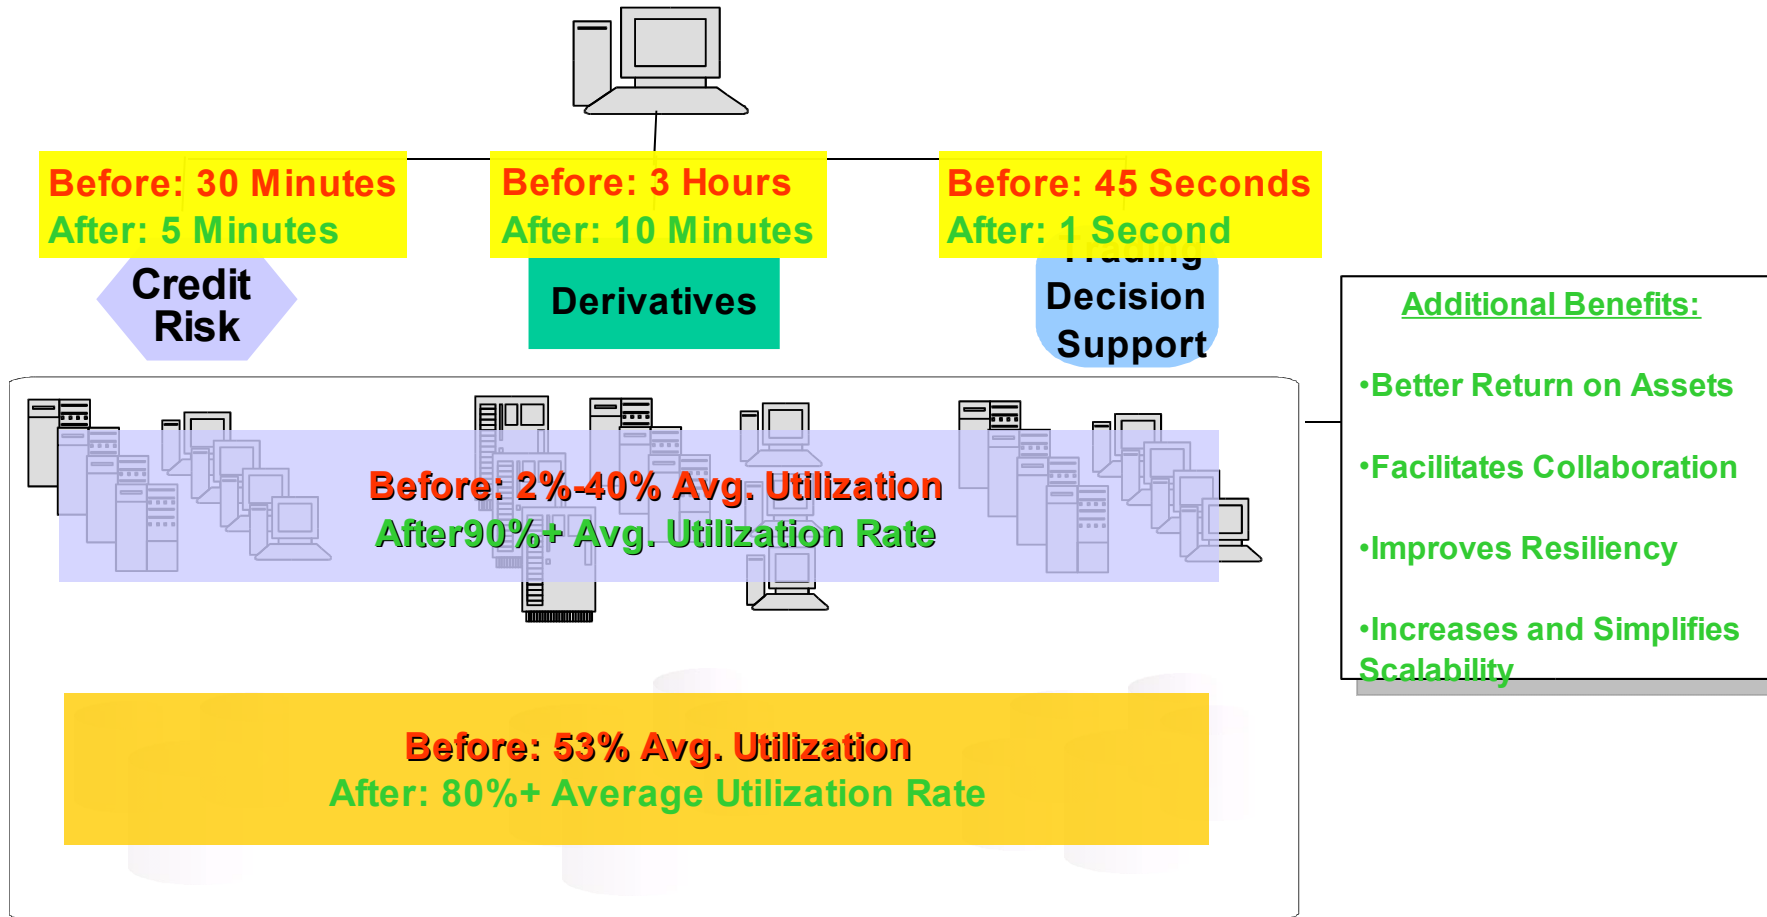 Before: 30 Minutes
After: 5 Minutes
Before: 3 Hours
After: 10 Minutes
Before: 45 Seconds
After: 1 Second
Credit
Risk
Derivatives
Trading
Decision
Support
Additional Benefits:
•Better Return on Assets
•Facilitates Collaboration
•Improves Resiliency
•Increases and Simplifies
Scalability
Before: 2%-40% Avg. Utilization
After90%+ Avg. Utilization Rate
Before: 53% Avg. Utilization
After: 80%+ Average Utilization Rate